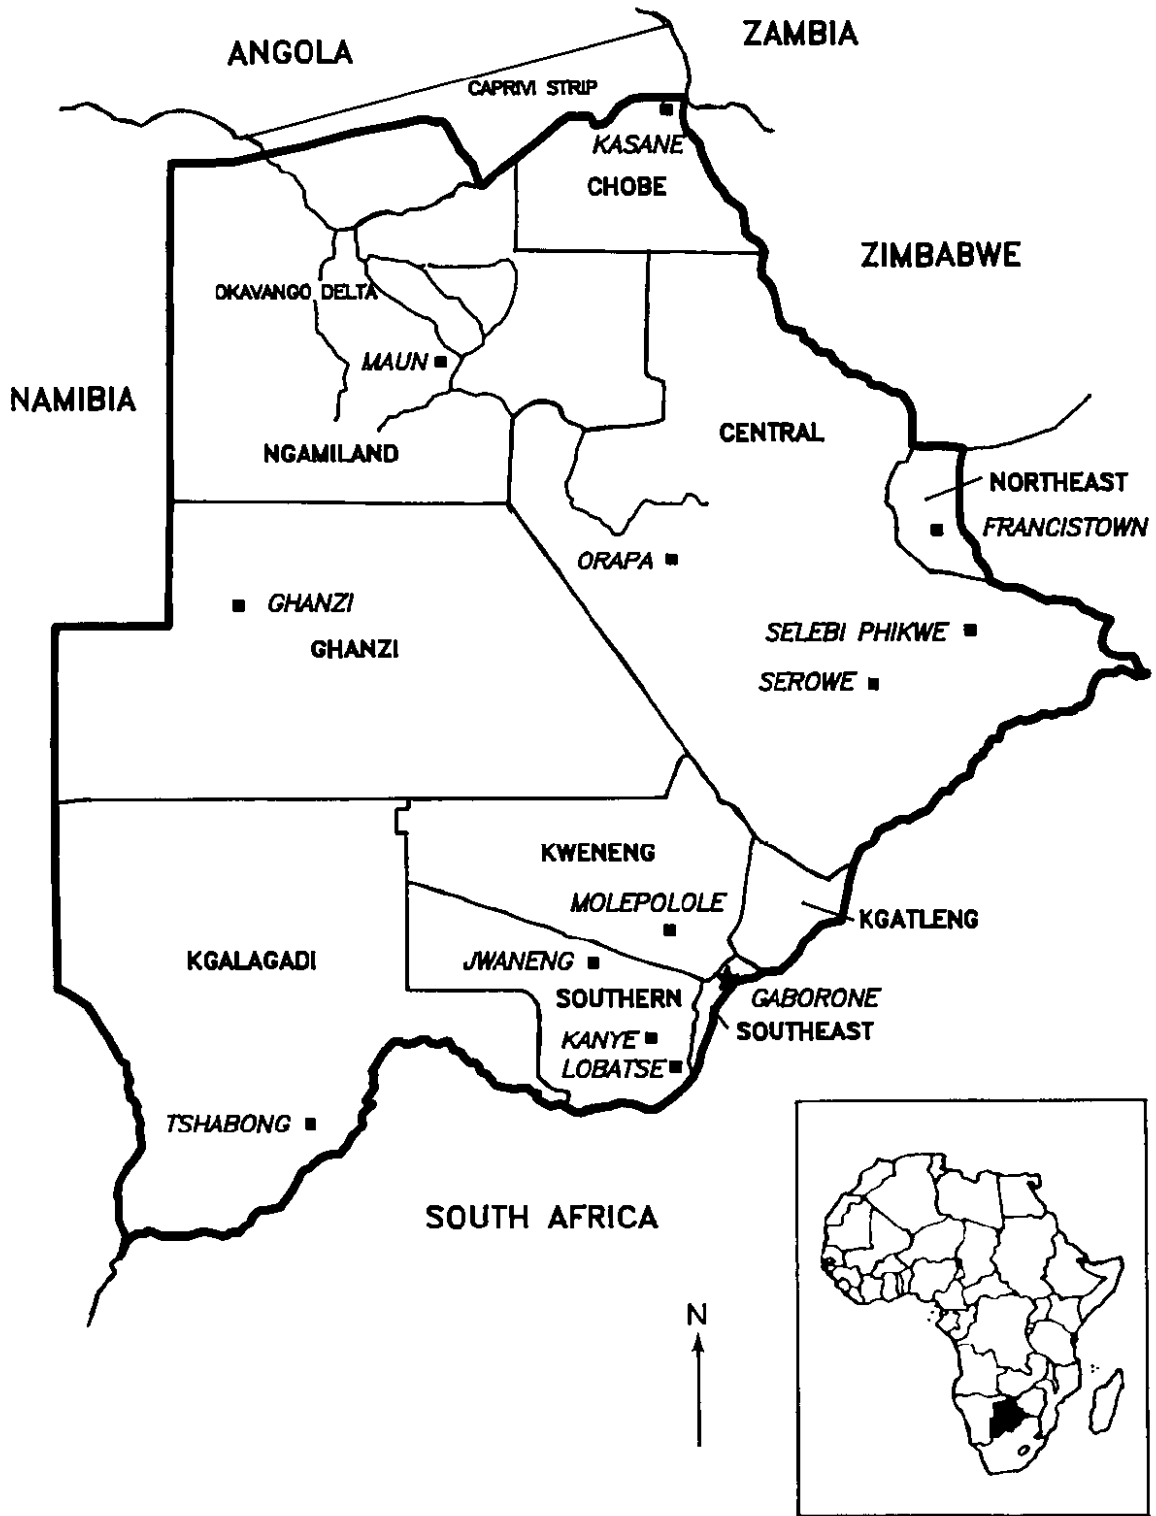 ANGOLA
ZAMBIA
CAPRIVI STRIP
KASANE
CHOBE
ZIMBABWE
OKAVANGO DELTA
MAUN
NAMIBIA
CENTRAL
NGAMILAND
NORTHEAST
FRANCISTOWN
ORAPA
GHANZI
GHANZI
SELEBI PHIKWE
SEROWE
KWENENG
MOLEPOLOLE
KGATLENG
KGALAGADI
JWANENG
SOUTHERN
GABORONE
SOUTHEAST
KANYE
LOBATSE
TSHABONG
SOUTH AFRICA
N